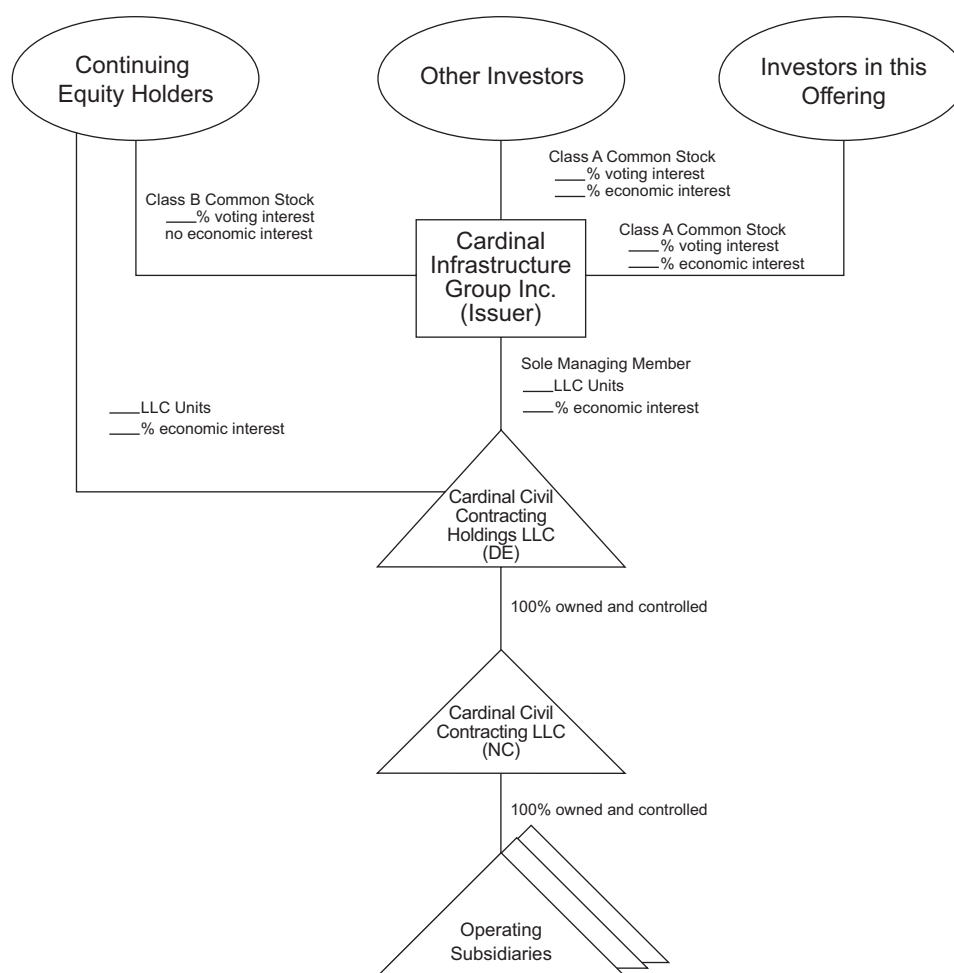 Continuing
Equity Holders
Other Investors
Investors in this
Offering
Class B Common Stock
____% voting interest
no economic interest
Class A Common Stock
____% voting interest
____% economic interest
Class A Common Stock
____% voting interest
____% economic interest
Cardinal
Infrastructure
Group Inc.
(Issuer)
Sole Managing Member
____LLC Units
____% economic interest
____LLC Units
____% economic interest
Cardinal Civil
Contracting
Holdings LLC
(DE)
100% owned and controlled
Cardinal Civil
Contracting LLC
(NC)
100% owned and controlled
Operating
Subsidiaries